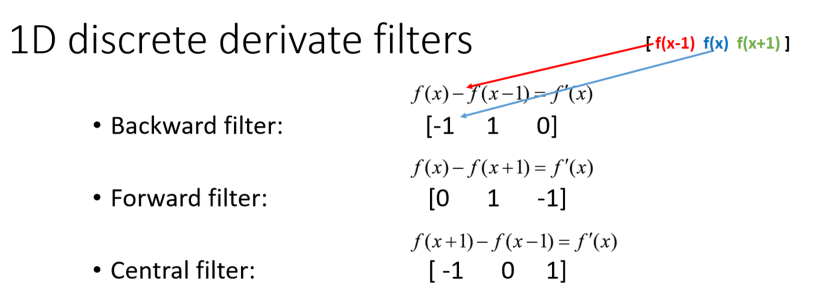 1D discrete derivate filters
[ f(x-1) f(x) f(x+1) ]
f(x) − f(x−1) = f′(x)
• Backward filter: [-1 1 0]
f(x) − f(x+1) = f′(x)
• Forward filter: [0 1 -1]
f(x+1) − f(x−1) = f′(x)
• Central filter: [ -1 0 1]